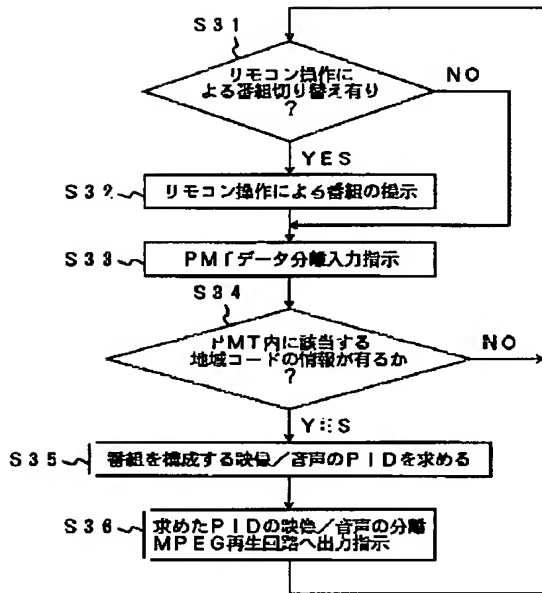 S31
リモコン操作に
よる番組切り替え有り
?
NO
YES
S32
リモコン操作による番組の提示
S33
PMTデータ分離入力指示
S34
PMT内に該当する
地域コードの情報が有るか
?
NO
YES
S35
番組を構成する映像/音声のPIDを求める
S36
求めたPIDの映像/音声の分離
MPEG再生回路へ出力指示